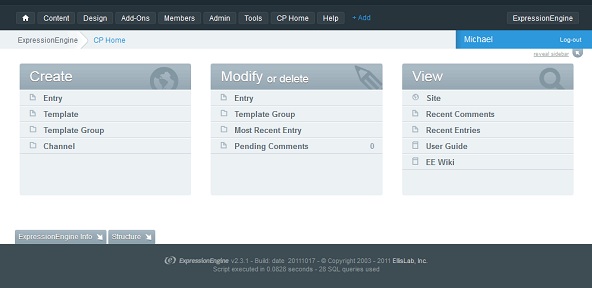 Content Design Add-Ons Members Admin Tools CP Home Help + Add ExpressionEngine
ExpressionEngine CP Home Michael Log-out
reveal sidebar
Create
Entry
Template
Template Group
Channel
Modify or delete
Entry
Template Group
Most Recent Entry
Pending Comments 0
View
Site
Recent Comments
Recent Entries
User Guide
EE Wiki
ExpressionEngine Info Structure
ExpressionEngine v2.3.1 - Build: date 20111017 - © Copyright 2003 - 2011 EllisLab, Inc.
Script executed in 0.0828 seconds - 28 SQL queries used